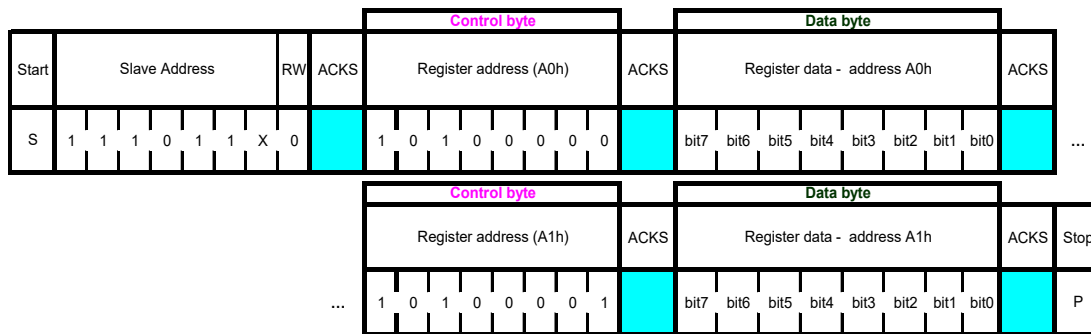 Control byte Data byte
Start Slave Address RW ACKS Register address (A0h) ACKS Register data - address A0h ACKS
S 1 1 1 0 1 1 X 0 1 0 1 0 0 0 0 0 bit7 bit6 bit5 bit4 bit3 bit2 bit1 bit0 ...
Control byte Data byte
Register address (A1h) ACKS Register data - address A1h ACKS Stop
... 1 0 1 0 0 0 0 1 bit7 bit6 bit5 bit4 bit3 bit2 bit1 bit0 P